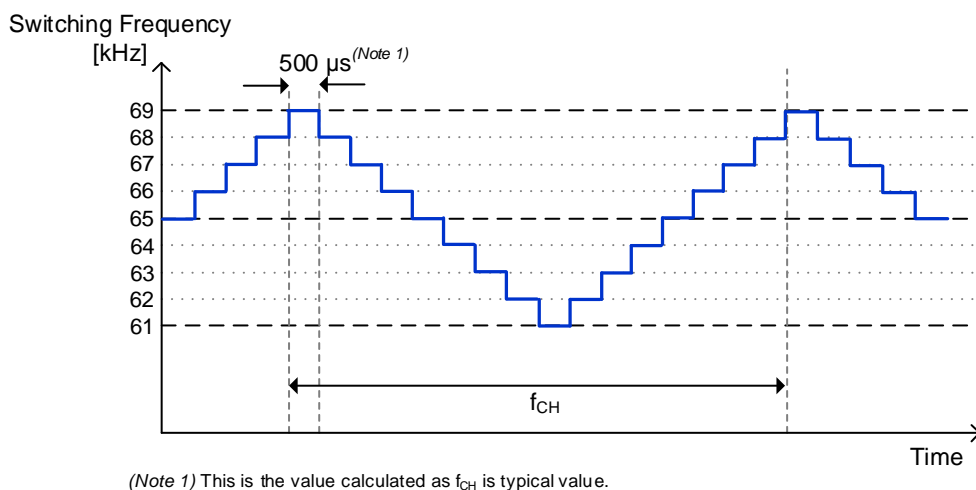 Switching Frequency
[kHz]
500 µs(Note 1)
69
68
67
66
65
64
63
62
61
fCH
Time
(Note 1) This is the value calculated as fCH is typical value.